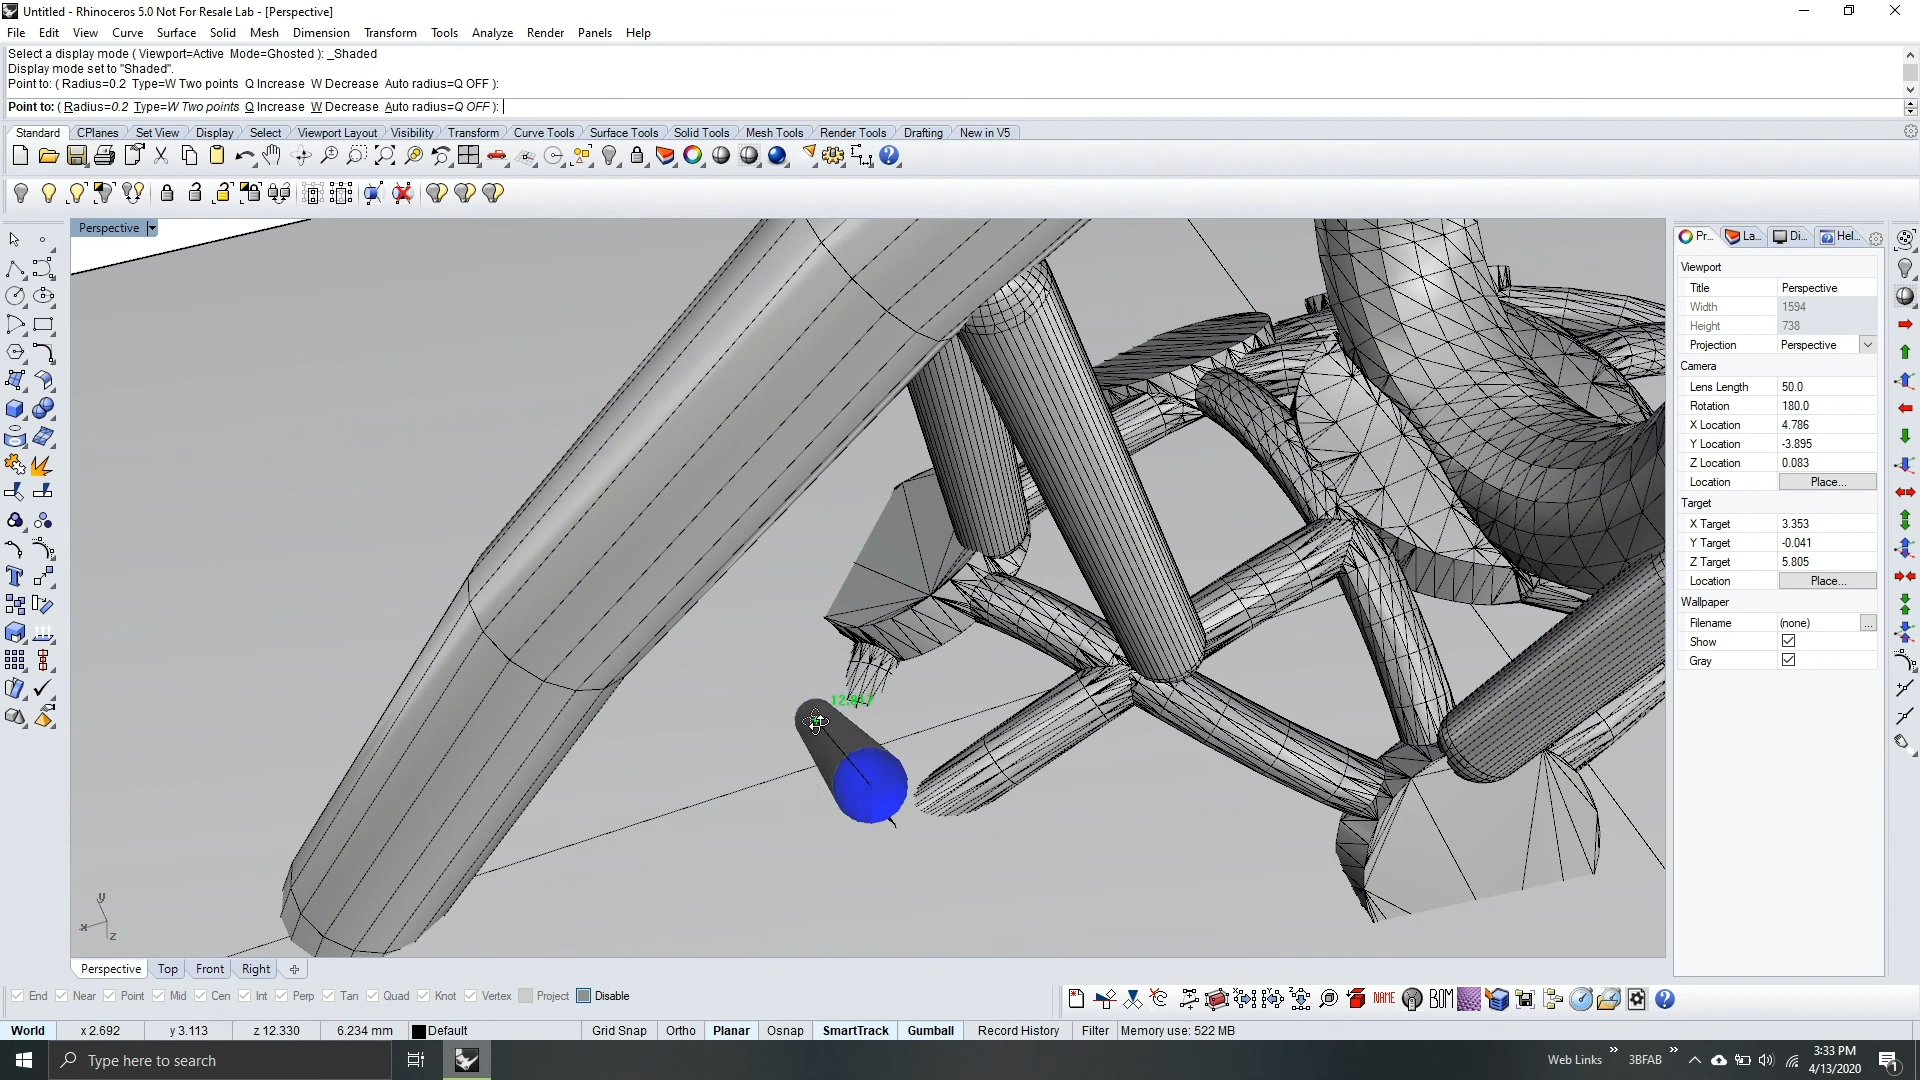 Untitled - Rhinoceros 5.0 Not For Resale Lab - [Perspective]
File Edit View Curve Surface Solid Mesh Dimension Transform Tools Analyze Render Panels Help
Select a display mode ( Viewport=Active Mode=Ghosted ): _Shaded
Display mode set to "Shaded".
Point to: ( Radius=0.2 Type=W Two points Q Increase W Decrease Auto radius=Q OFF ):
Point to: ( Radius=0.2 Type=W Two points Q Increase W Decrease Auto radius=Q OFF ):
Standard CPlanes Set View Display Select Viewport Layout Visibility Transform Curve Tools Surface Tools Solid Tools Mesh Tools Render Tools Drafting New in V5
Perspective
Pr... La... Di... Hel...
Viewport
Title Perspective
Width 1594
Height 738
Projection Perspective
Camera
Lens Length 50.0
Rotation 180.0
X Location 4.786
Y Location -3.895
Z Location 0.083
Location Place...
Target
X Target 3.353
Y Target -0.041
Z Target 5.805
Location Place...
Wallpaper
Filename (none) ...
Show
Gray
y
x
z
Perspective Top Front Right
End Near Point Mid Cen Int Perp Tan Quad Knot Vertex Project Disable
NAME BOM
World x 2.692 y 3.113 z 12.330 6.234 mm Default Grid Snap Ortho Planar Osnap SmartTrack Gumball Record History Filter Memory use: 522 MB
Type here to search
Web Links » 3BFAB »
3:33 PM
4/13/2020
1